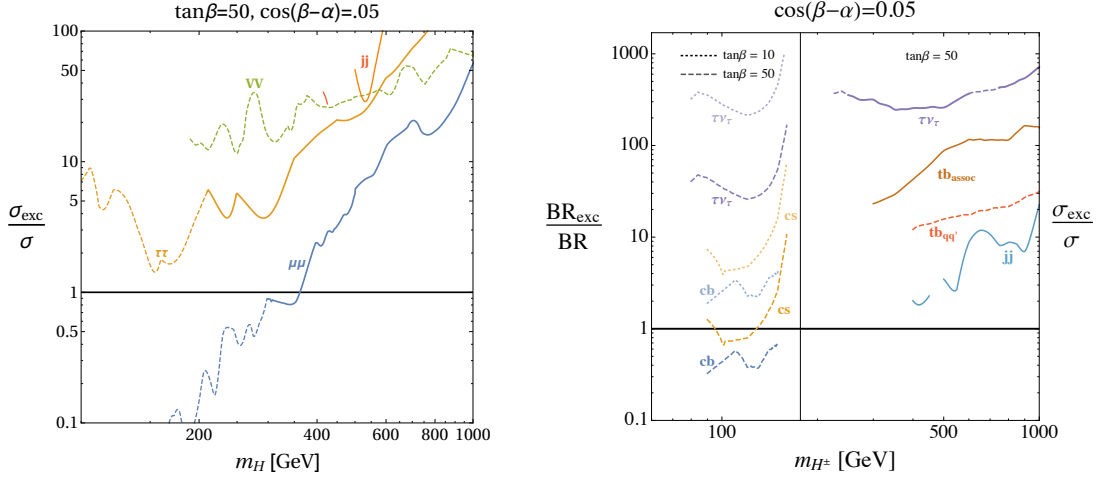 tanβ=50, cos(β-α)=.05
100
50
10
5
1
0.5
0.1
σexc
σ
VV
jj
ττ
μμ
200
400
600
800
1000
mH [GeV]
cos(β-α)=0.05
1000
100
10
1
0.1
BRexc
BR
tanβ = 10
tanβ = 50
tanβ = 50
τντ
τντ
τντ
cs
cb
cs
cb
tbassoc
tbqq'
jj
σexc
σ
100
500
1000
mH± [GeV]